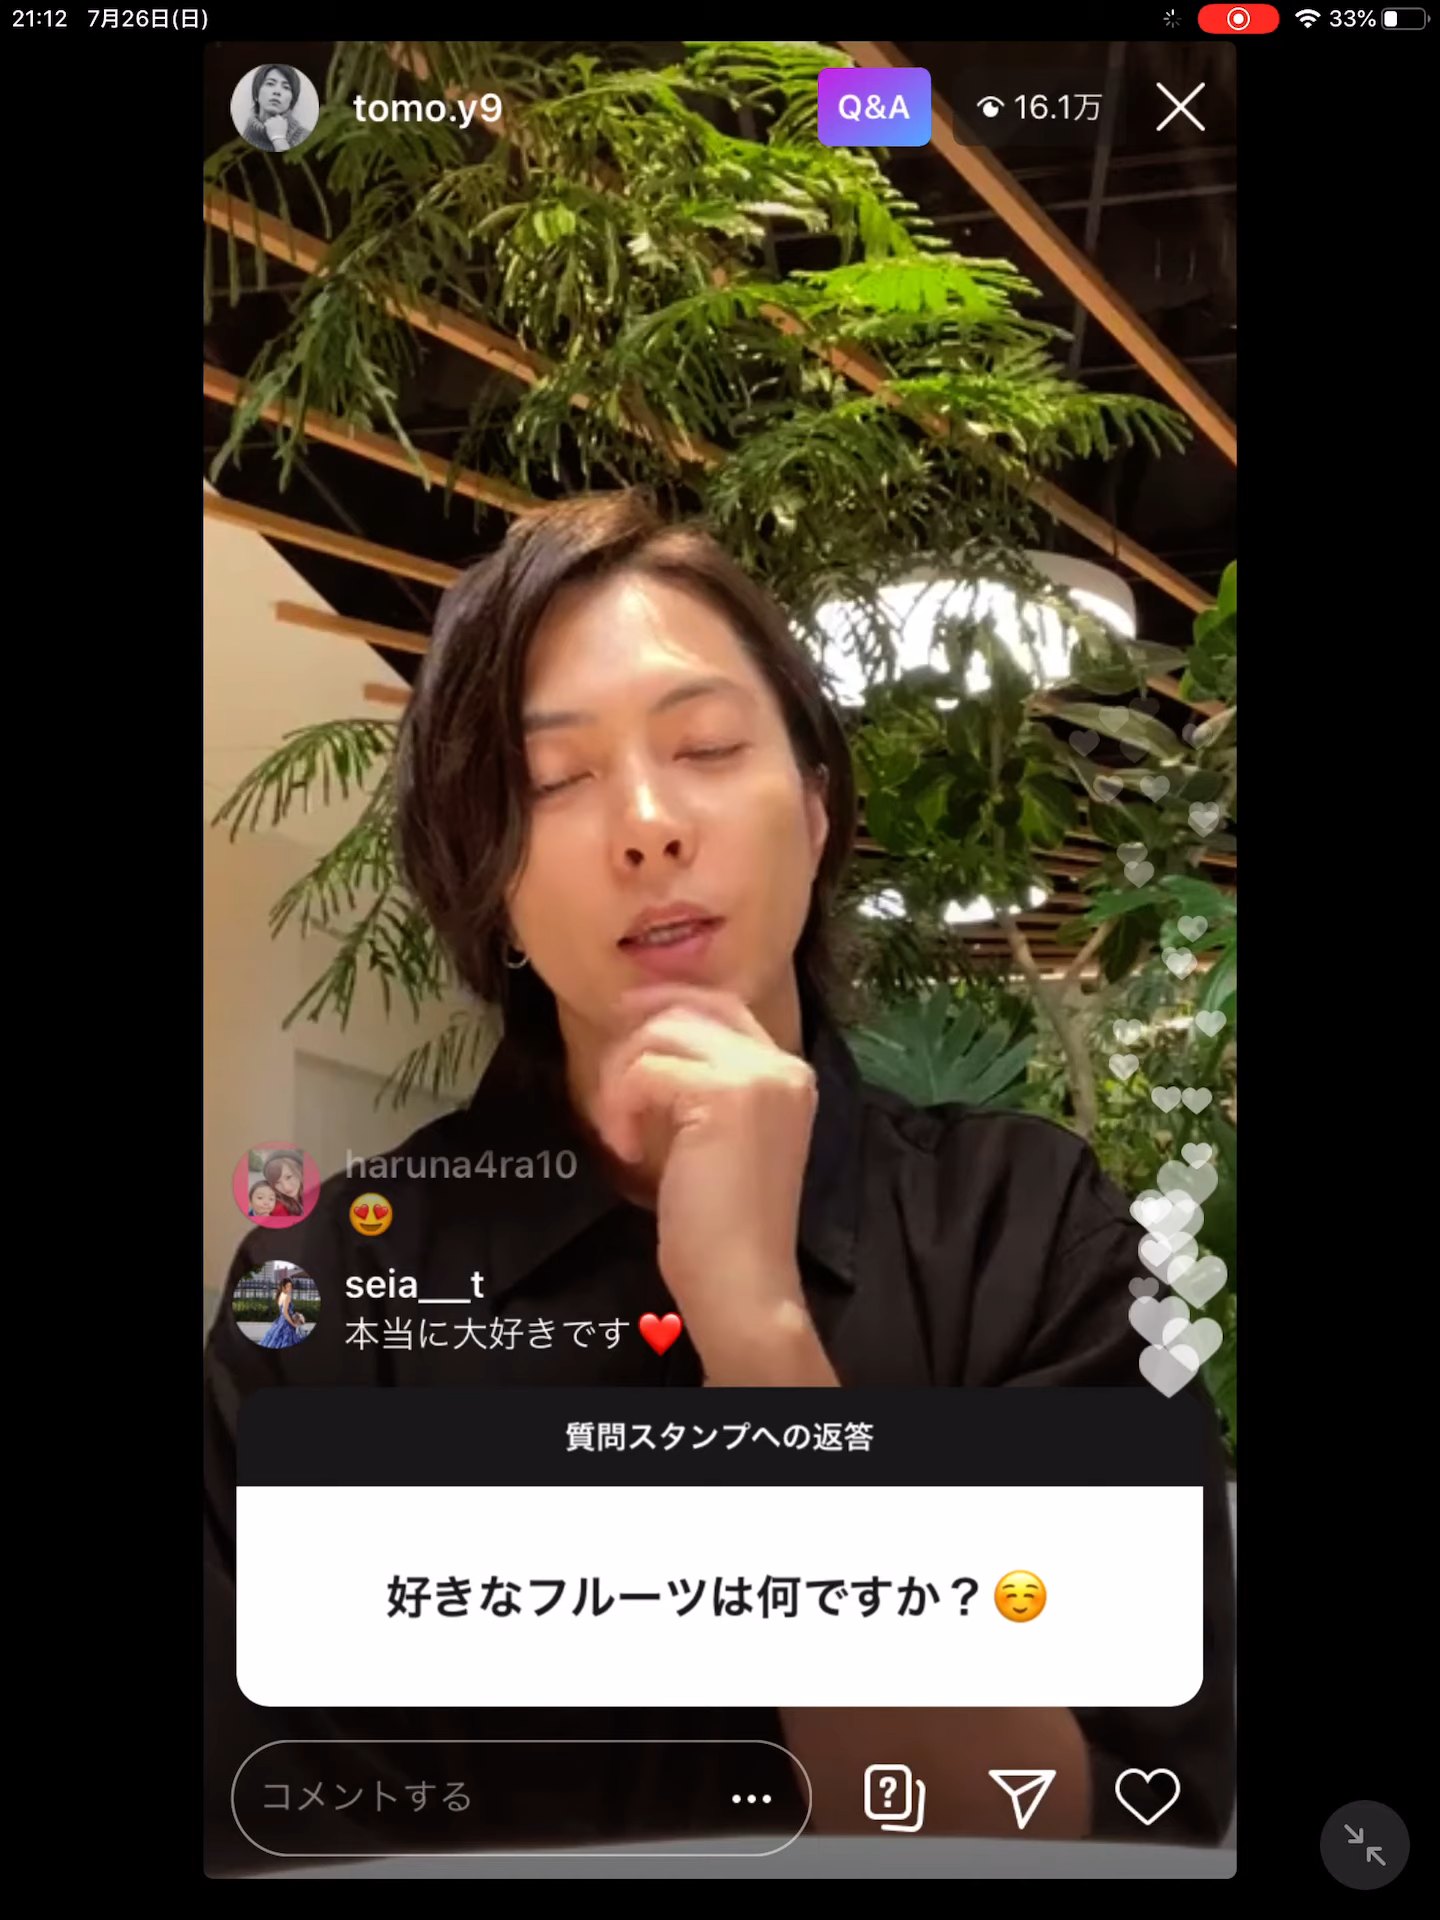 21:12 7月26日(日)
33%
tomo.y9
Q&A
16.1万
haruna4ra10
😍
seia___t
本当に大好きです❤️
質問スタンプへの返答
好きなフルーツは何ですか？☺️
コメントする